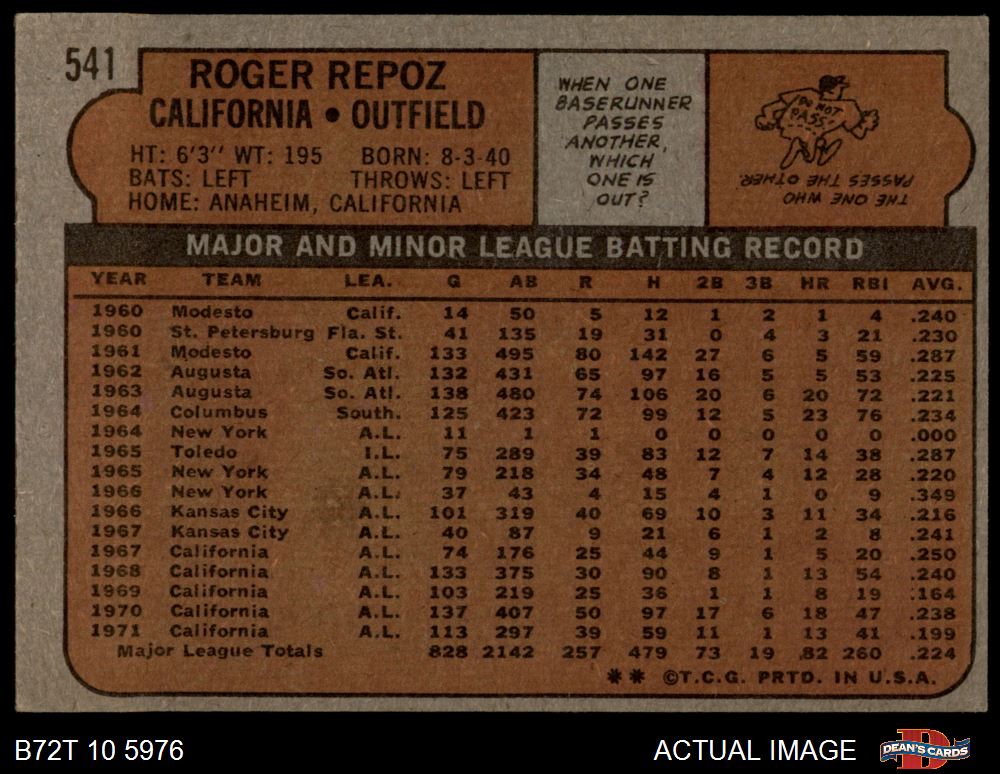 541
ROGER REPOZ
CALIFORNIA • OUTFIELD
HT: 6'3" WT: 195 BORN: 8-3-40
BATS: LEFT THROWS: LEFT
HOME: ANAHEIM, CALIFORNIA
WHEN ONE
BASERUNNER
PASSES
ANOTHER,
WHICH
ONE IS
OUT?
DO NOT
PASS
THE ONE WHO
PASSES THE OTHER.
MAJOR AND MINOR LEAGUE BATTING RECORD
YEAR TEAM LEA. G AB R H 2B 3B HR RBI AVG.
1960 Modesto Calif. 14 50 5 12 1 2 1 4 .240
1960 St. Petersburg Fla. St. 41 135 19 31 0 4 3 21 .230
1961 Modesto Calif. 133 495 80 142 27 6 5 59 .287
1962 Augusta So. Atl. 132 431 65 97 16 5 5 53 .225
1963 Augusta So. Atl. 138 480 74 106 20 6 20 72 .221
1964 Columbus South. 125 423 72 99 12 5 23 76 .234
1964 New York A.L. 11 1 1 0 0 0 0 0 .000
1965 Toledo I.L. 75 289 39 83 12 7 14 38 .287
1965 New York A.L. 79 218 34 48 7 4 12 28 .220
1966 New York A.L. 37 43 4 15 4 1 0 9 .349
1966 Kansas City A.L. 101 319 40 69 10 3 11 34 .216
1967 Kansas City A.L. 40 87 9 21 6 1 2 8 .241
1967 California A.L. 74 176 25 44 9 1 5 20 .250
1968 California A.L. 133 375 30 90 8 1 13 54 .240
1969 California A.L. 103 219 25 36 1 1 8 19 .164
1970 California A.L. 137 407 50 97 17 6 18 47 .238
1971 California A.L. 113 297 39 59 11 1 13 41 .199
Major League Totals 828 2142 257 479 73 19 82 260 .224
** ©T.C.G. PRTD. IN U.S.A.
B72T 10 5976
ACTUAL IMAGE
DEAN'S CARDS